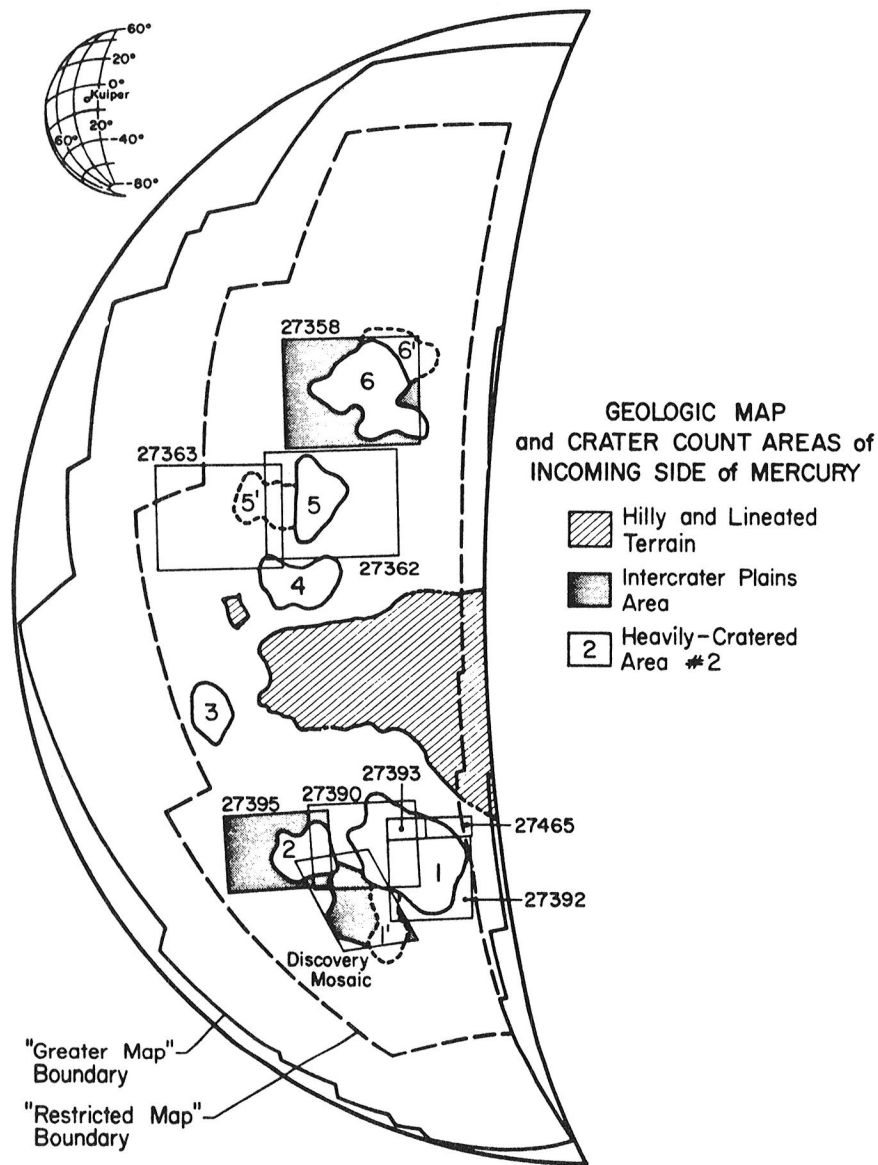 60°
20°
0°
Kuiper
20°
60°
-40°
-80°
27358
6'
6
GEOLOGIC MAP
and CRATER COUNT AREAS of
INCOMING SIDE of MERCURY
27363
5'
5
Hilly and Lineated
Terrain
27362
4
Intercrater Plains
Area
2
Heavily-Cratered
Area #2
3
27393
27395
27390
27465
2
1
27392
1'
Discovery
Mosaic
"Greater Map"
Boundary
"Restricted Map"
Boundary